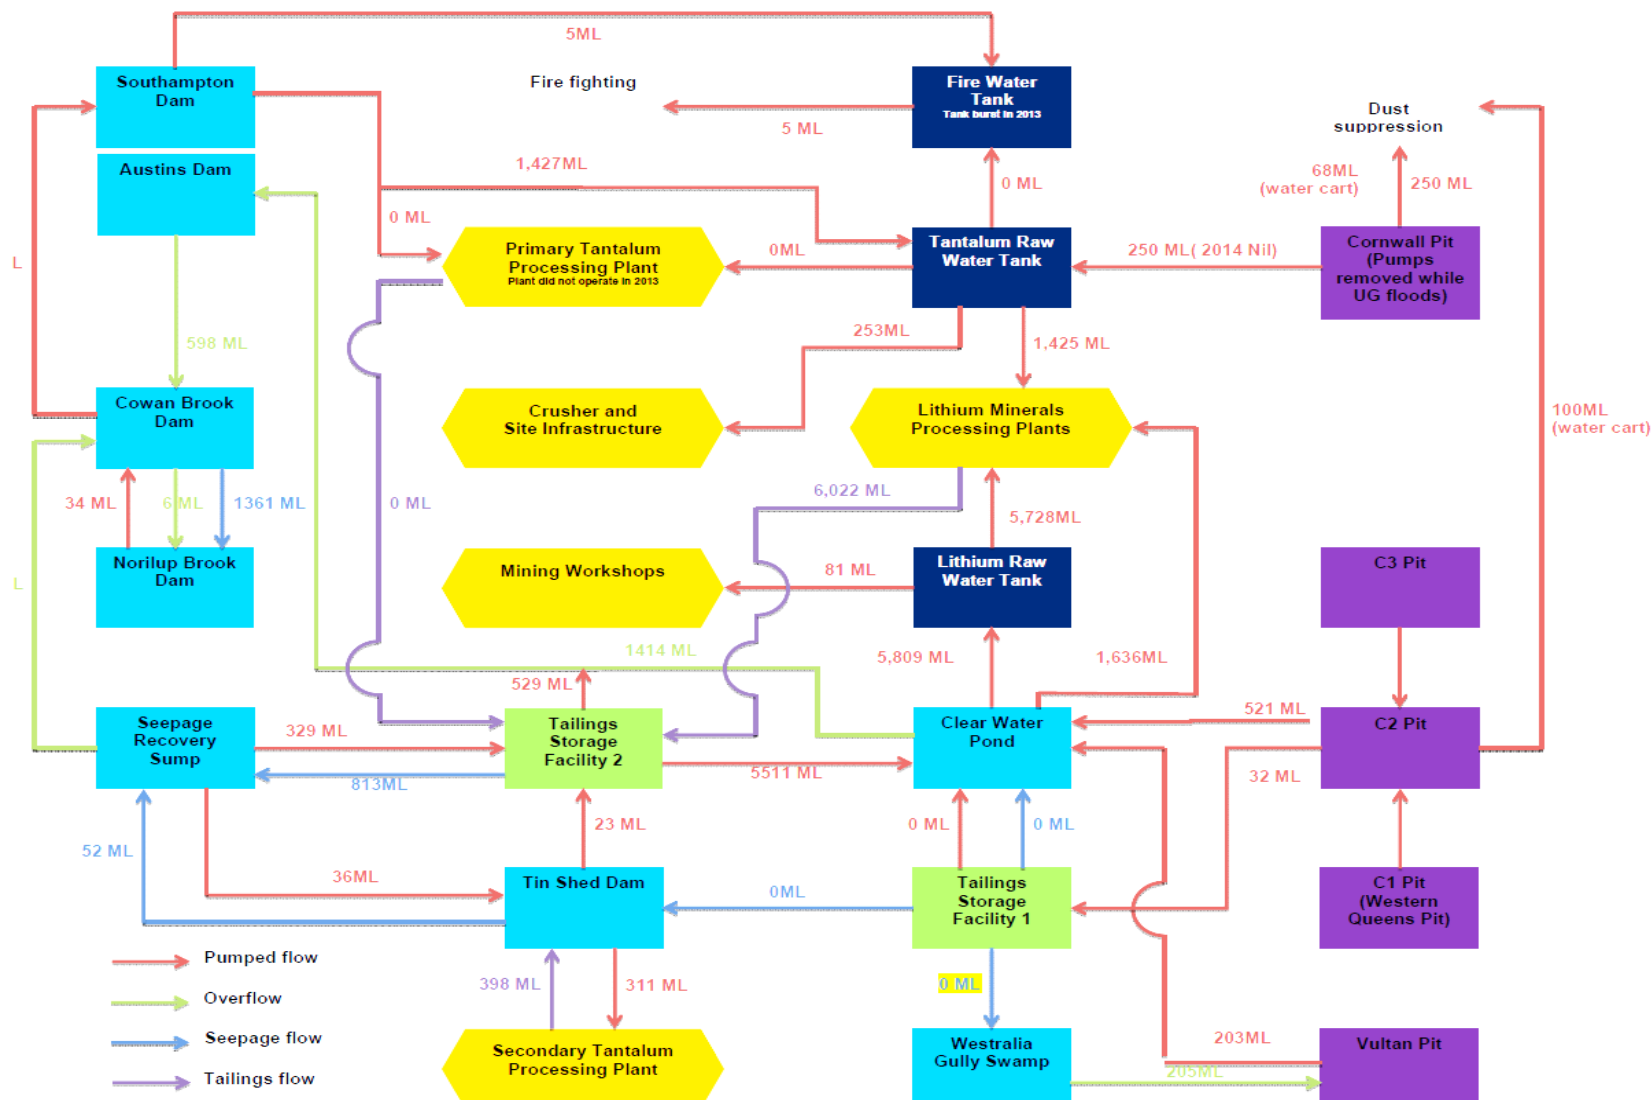 5ML
Southampton
Dam
Fire fighting
Fire Water
Tank
Tank burst in 2013
5 ML
Dust
suppression
Austins Dam
1,427ML
0 ML
68ML
(water cart)
250 ML
0 ML
Primary Tantalum
Processing Plant
Plant did not operate in 2013
0ML
Tantalum Raw
Water Tank
250 ML( 2014 Nil)
Cornwall Pit
(Pumps
removed while
UG floods)
L
598 ML
253ML
1,425 ML
Cowan Brook
Dam
Crusher and
Site Infrastructure
Lithium Minerals
Processing Plants
100ML
(water cart)
34 ML
6 ML
1361 ML
0 ML
6,022 ML
5,728ML
Norilup Brook
Dam
Mining Workshops
81 ML
Lithium Raw
Water Tank
C3 Pit
L
1414 ML
5,809 ML
1,636ML
529 ML
Seepage
Recovery
Sump
329 ML
Tailings
Storage
Facility 2
Clear Water
Pond
521 ML
C2 Pit
813ML
5511 ML
32 ML
52 ML
23 ML
0 ML
0 ML
36ML
Tin Shed Dam
0ML
Tailings
Storage
Facility 1
C1 Pit
(Western
Queens Pit)
Pumped flow
398 ML
311 ML
0 ML
Overflow
Seepage flow
Secondary Tantalum
Processing Plant
Westralia
Gully Swamp
203ML
Vultan Pit
205ML
Tailings flow